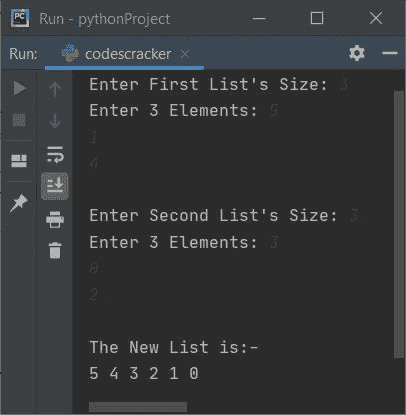 Run - pythonProject
Run: codescracker
Enter First List's Size: 3
Enter 3 Elements: 5
1
4
Enter Second List's Size: 3
Enter 3 Elements: 3
0
2
The New List is:-
5 4 3 2 1 0